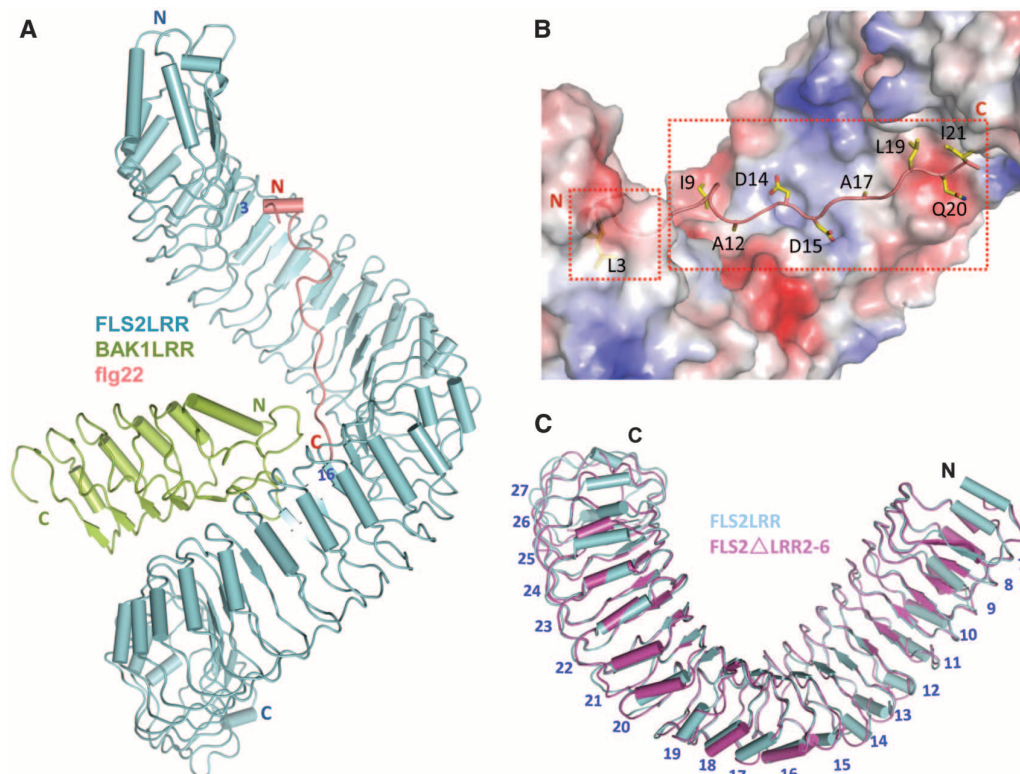 A
N
N
3
FLS2LRR
BAK1LRR
flg22
N
C
16
C
C
B
C
I21
L19
I9
D14
A17
N
Q20
A12
D15
L3
C
C
N
27
FLS2LRR
26
FLS2△LRR2-6
25
8
24
9
23
10
11
22
12
21
13
20
14
19
15
18
17
16